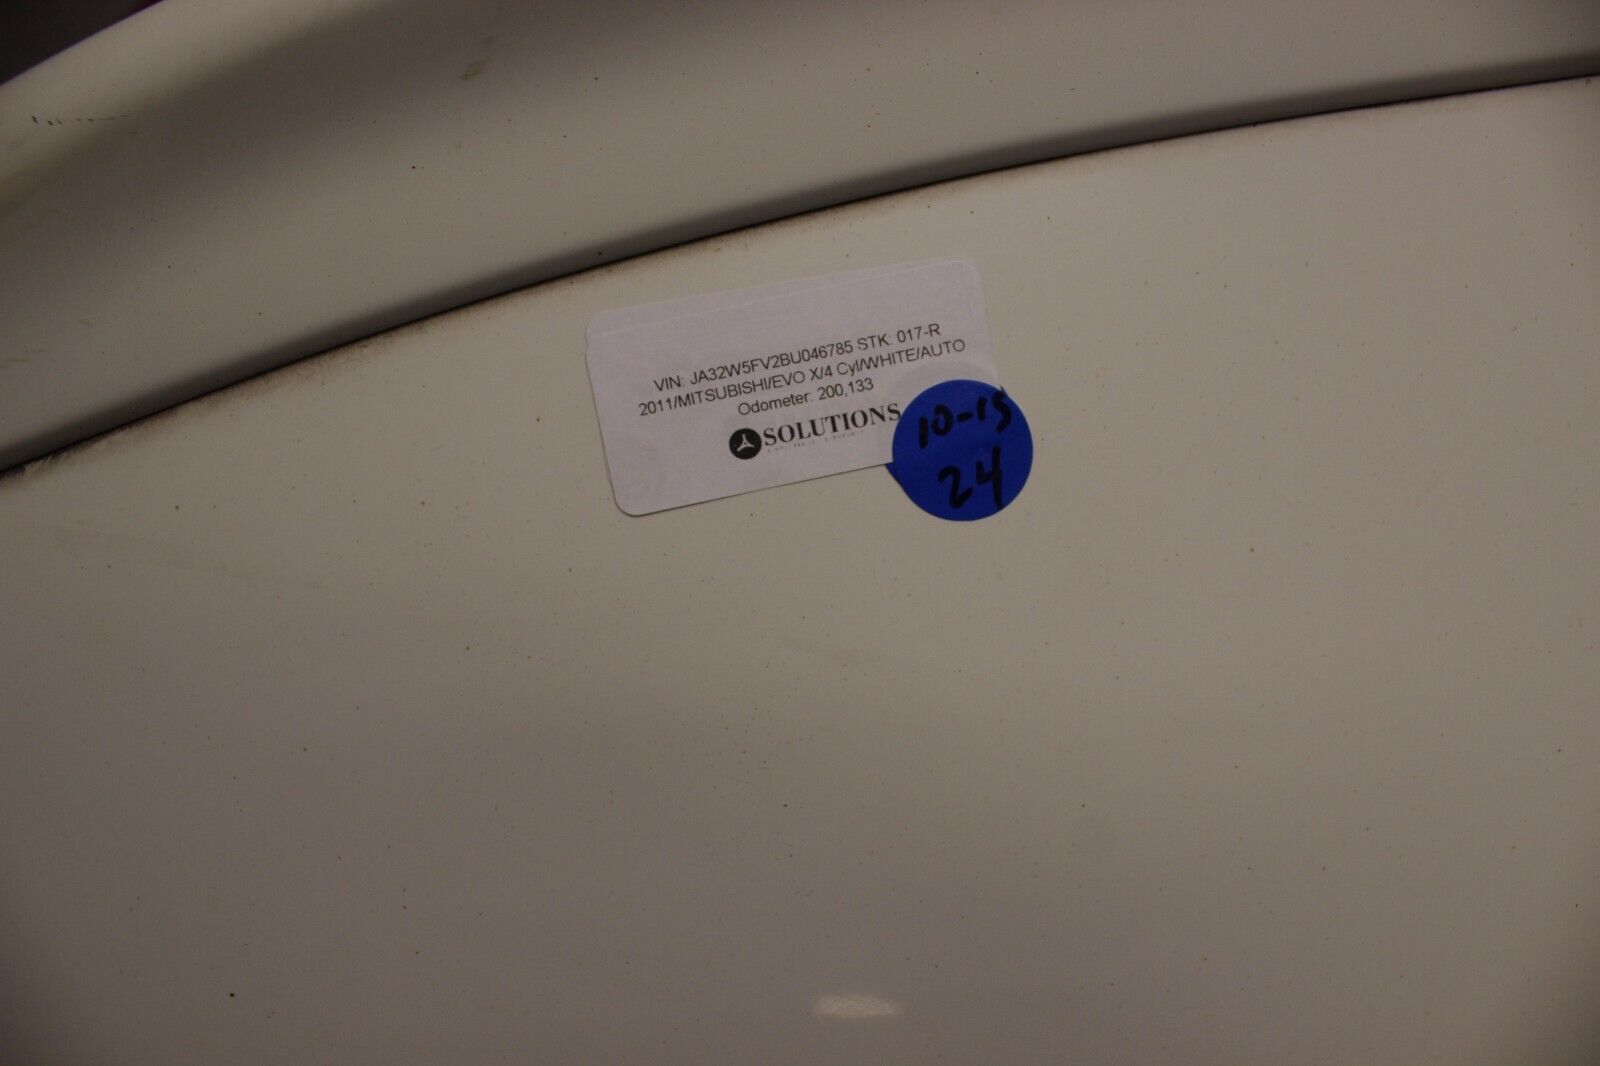 VIN: JA32W5FV2BU046785 STK: 017-R
2011/MITSUBISHI/EVO X/4 Cyl/WHITE/AUTO
Odometer: 200,133
SOLUTIONS
10-15
24